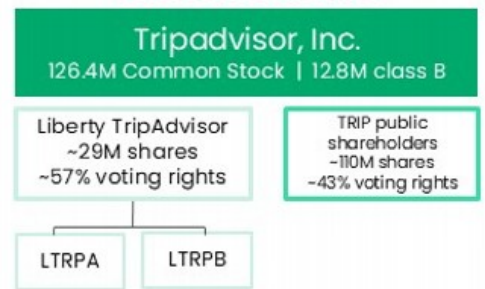 Tripadvisor, Inc.
126.4M Common Stock | 12.8M class B
Liberty TripAdvisor
~29M shares
~57% voting rights
TRIP public
shareholders
~110M shares
~43% voting rights
LTRPA
LTRPB